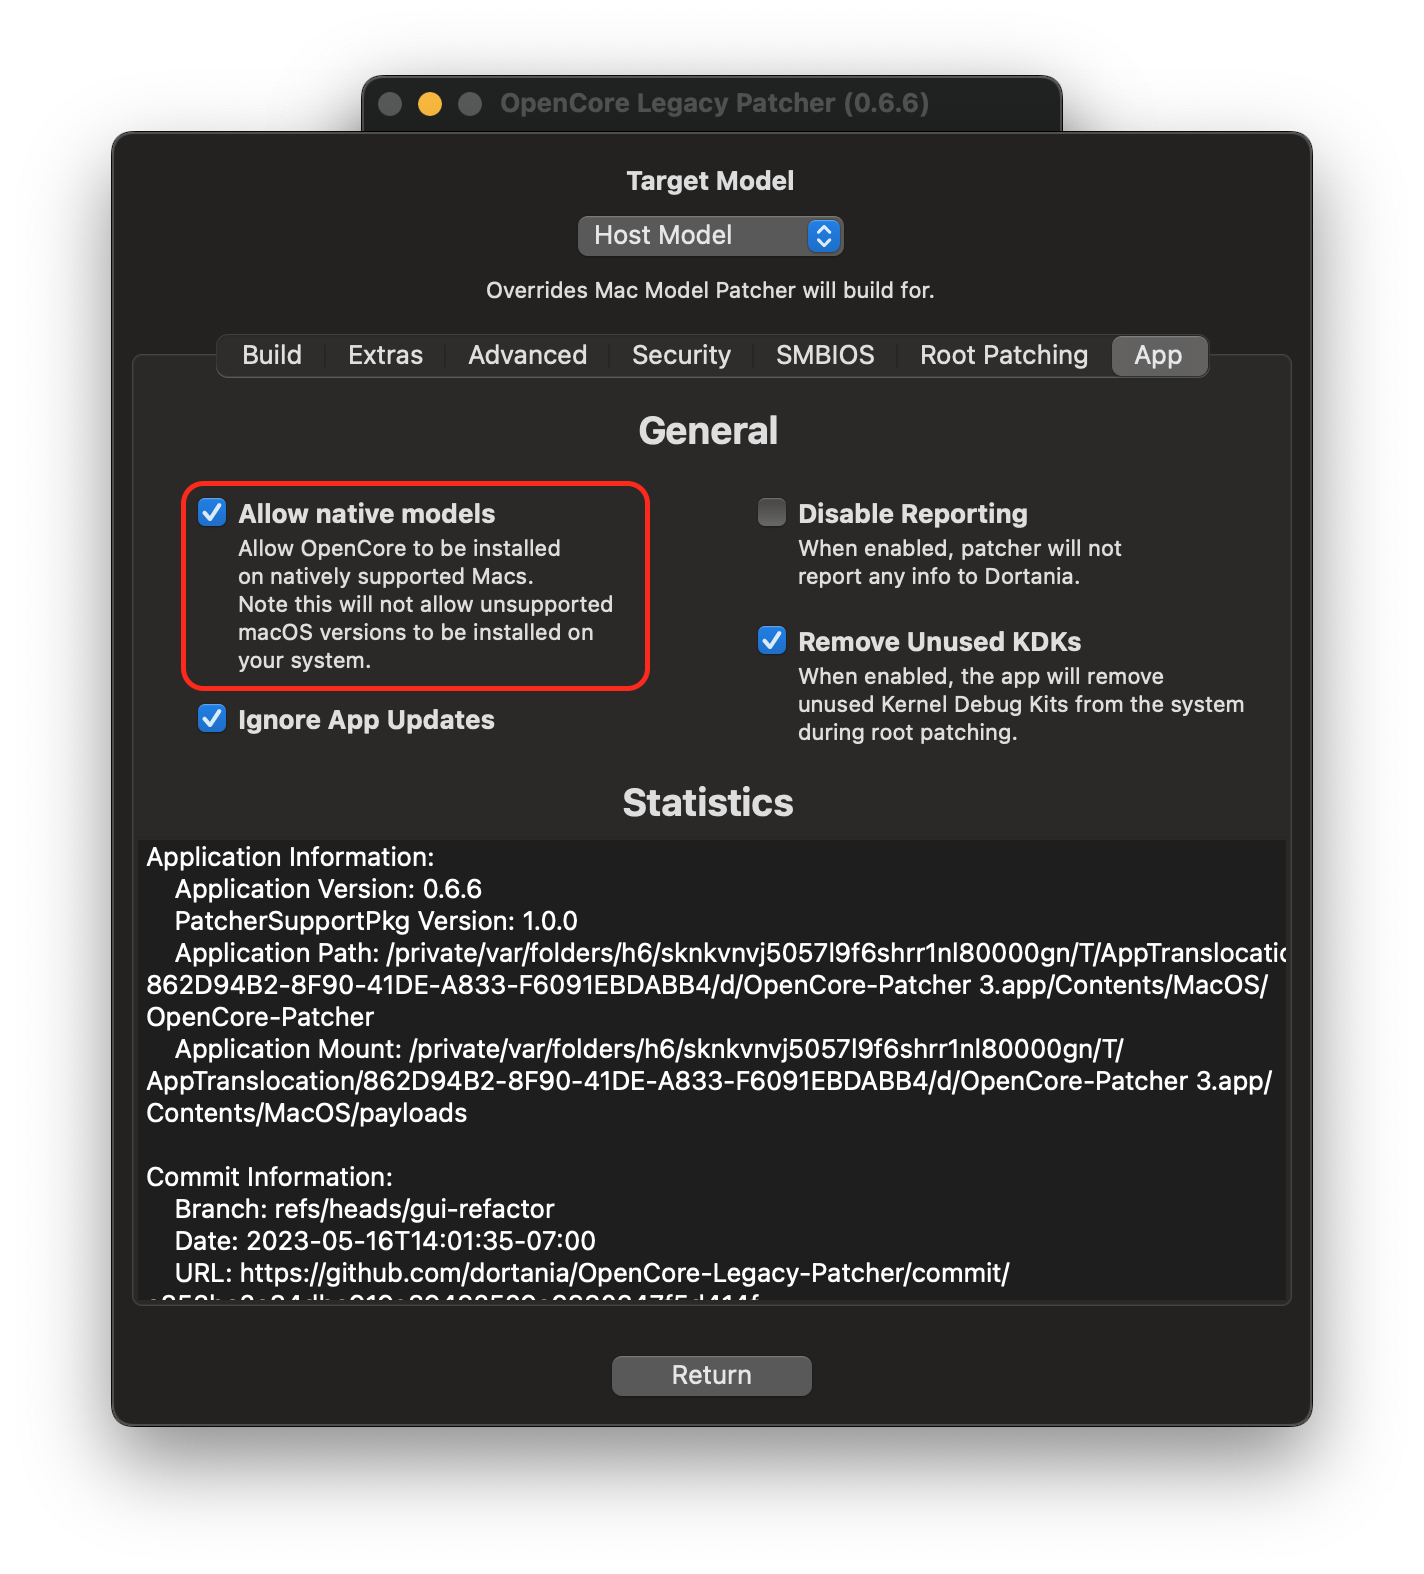 OpenCore Legacy Patcher (0.6.6)
Target Model
Host Model
Overrides Mac Model Patcher will build for.
Build
Extras
Advanced
Security
SMBIOS
Root Patching
App
General
Allow native models
Allow OpenCore to be installed
on natively supported Macs.
Note this will not allow unsupported
macOS versions to be installed on
your system.
Ignore App Updates
Disable Reporting
When enabled, patcher will not
report any info to Dortania.
Remove Unused KDKs
When enabled, the app will remove
unused Kernel Debug Kits from the system
during root patching.
Statistics
Application Information:
Application Version: 0.6.6
PatcherSupportPkg Version: 1.0.0
Application Path: /private/var/folders/h6/sknkvnvj5057l9f6shrr1nl80000gn/T/AppTranslocatio
862D94B2-8F90-41DE-A833-F6091EBDABB4/d/OpenCore-Patcher 3.app/Contents/MacOS/
OpenCore-Patcher
Application Mount: /private/var/folders/h6/sknkvnvj5057l9f6shrr1nl80000gn/T/
AppTranslocation/862D94B2-8F90-41DE-A833-F6091EBDABB4/d/OpenCore-Patcher 3.app/
Contents/MacOS/payloads
Commit Information:
Branch: refs/heads/gui-refactor
Date: 2023-05-16T14:01:35-07:00
URL: https://github.com/dortania/OpenCore-Legacy-Patcher/commit/
Return